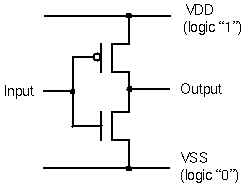 VDD
(logic “1”)
Input
Output
VSS
(logic “0”)